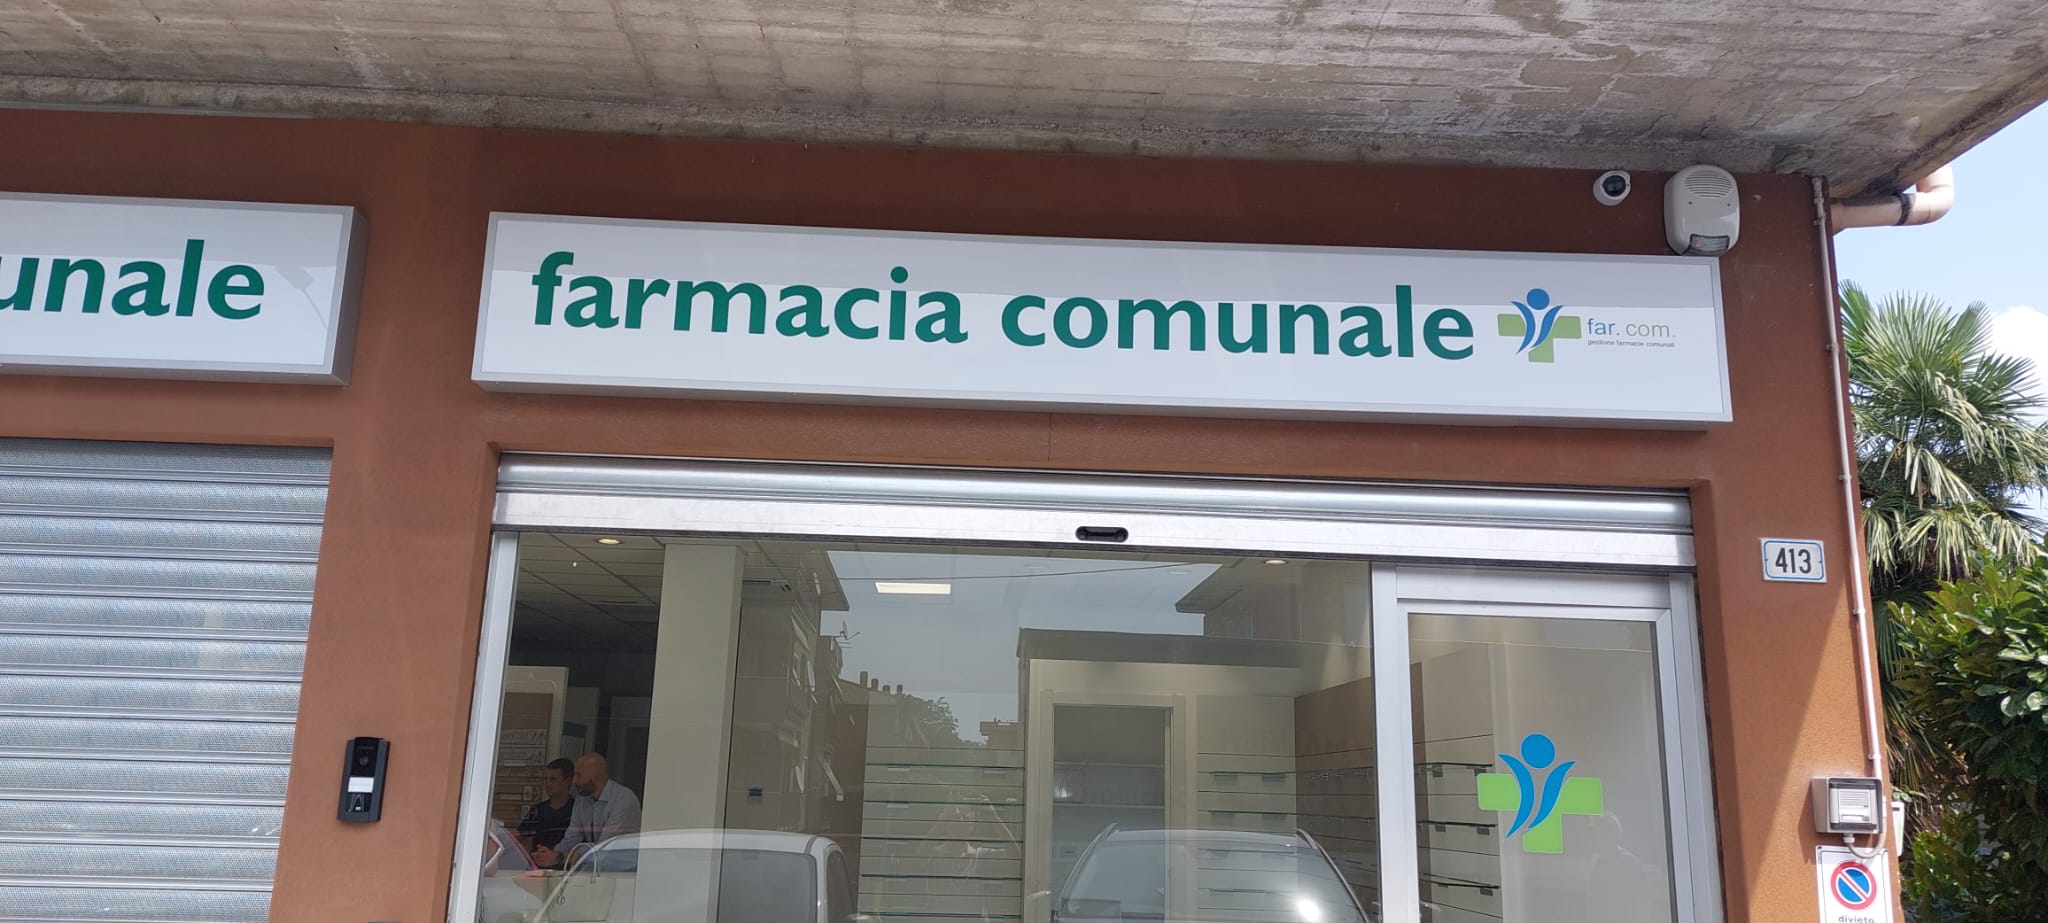 unale
farmacia comunale
far.com.
gestione farmacie comunali
413
divieto